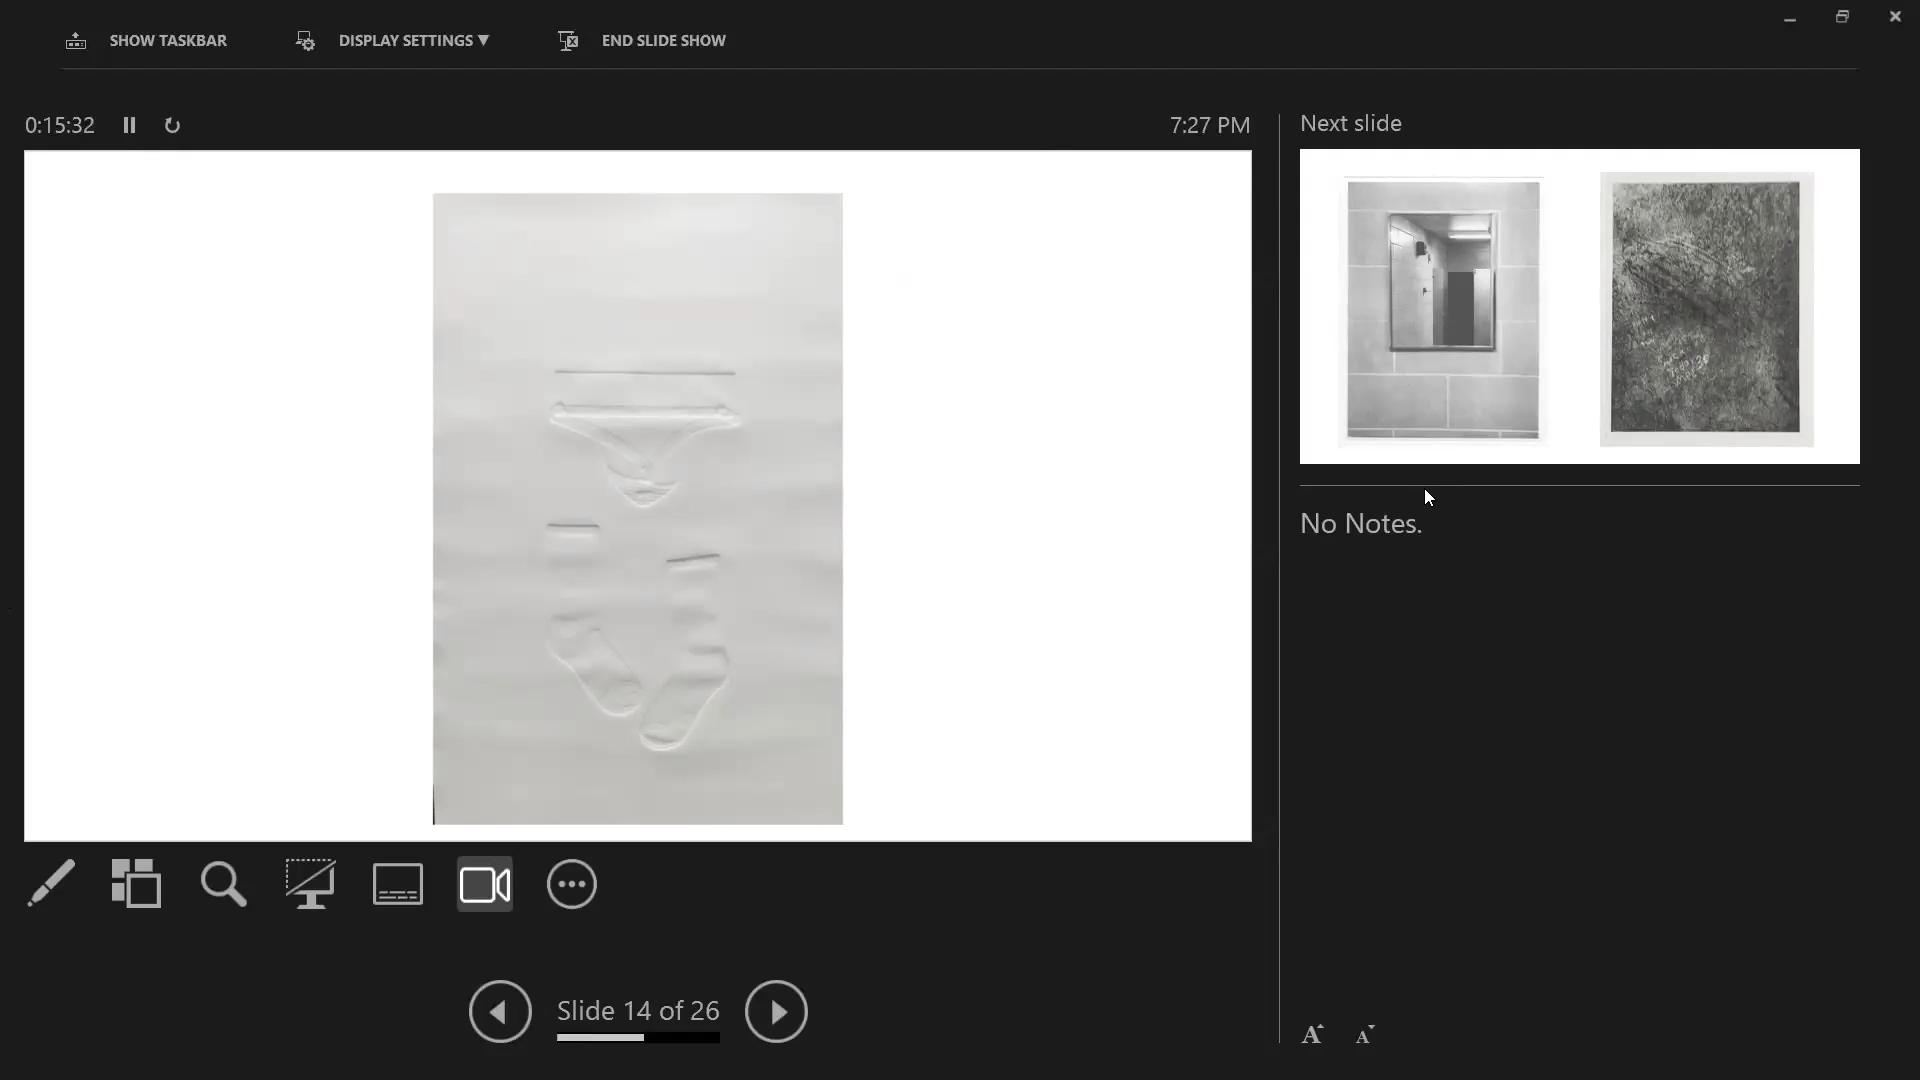 SHOW TASKBAR
DISPLAY SETTINGS ▼
END SLIDE SHOW
0:15:32
7:27 PM
Next slide
No Notes.
Slide 14 of 26
A
A